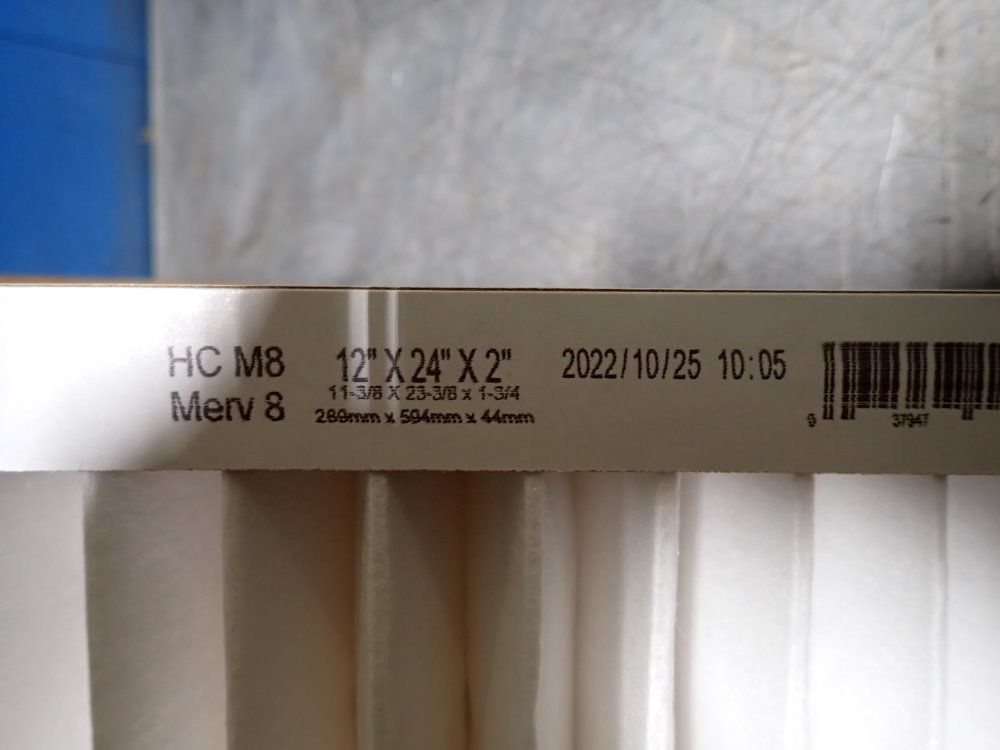 HC M8
Merv 8
12" X 24" X 2"
11-3/8 X 23-3/8 x 1-3/4
289mm x 594mm x 44mm
2022/10/25 10:05
37947